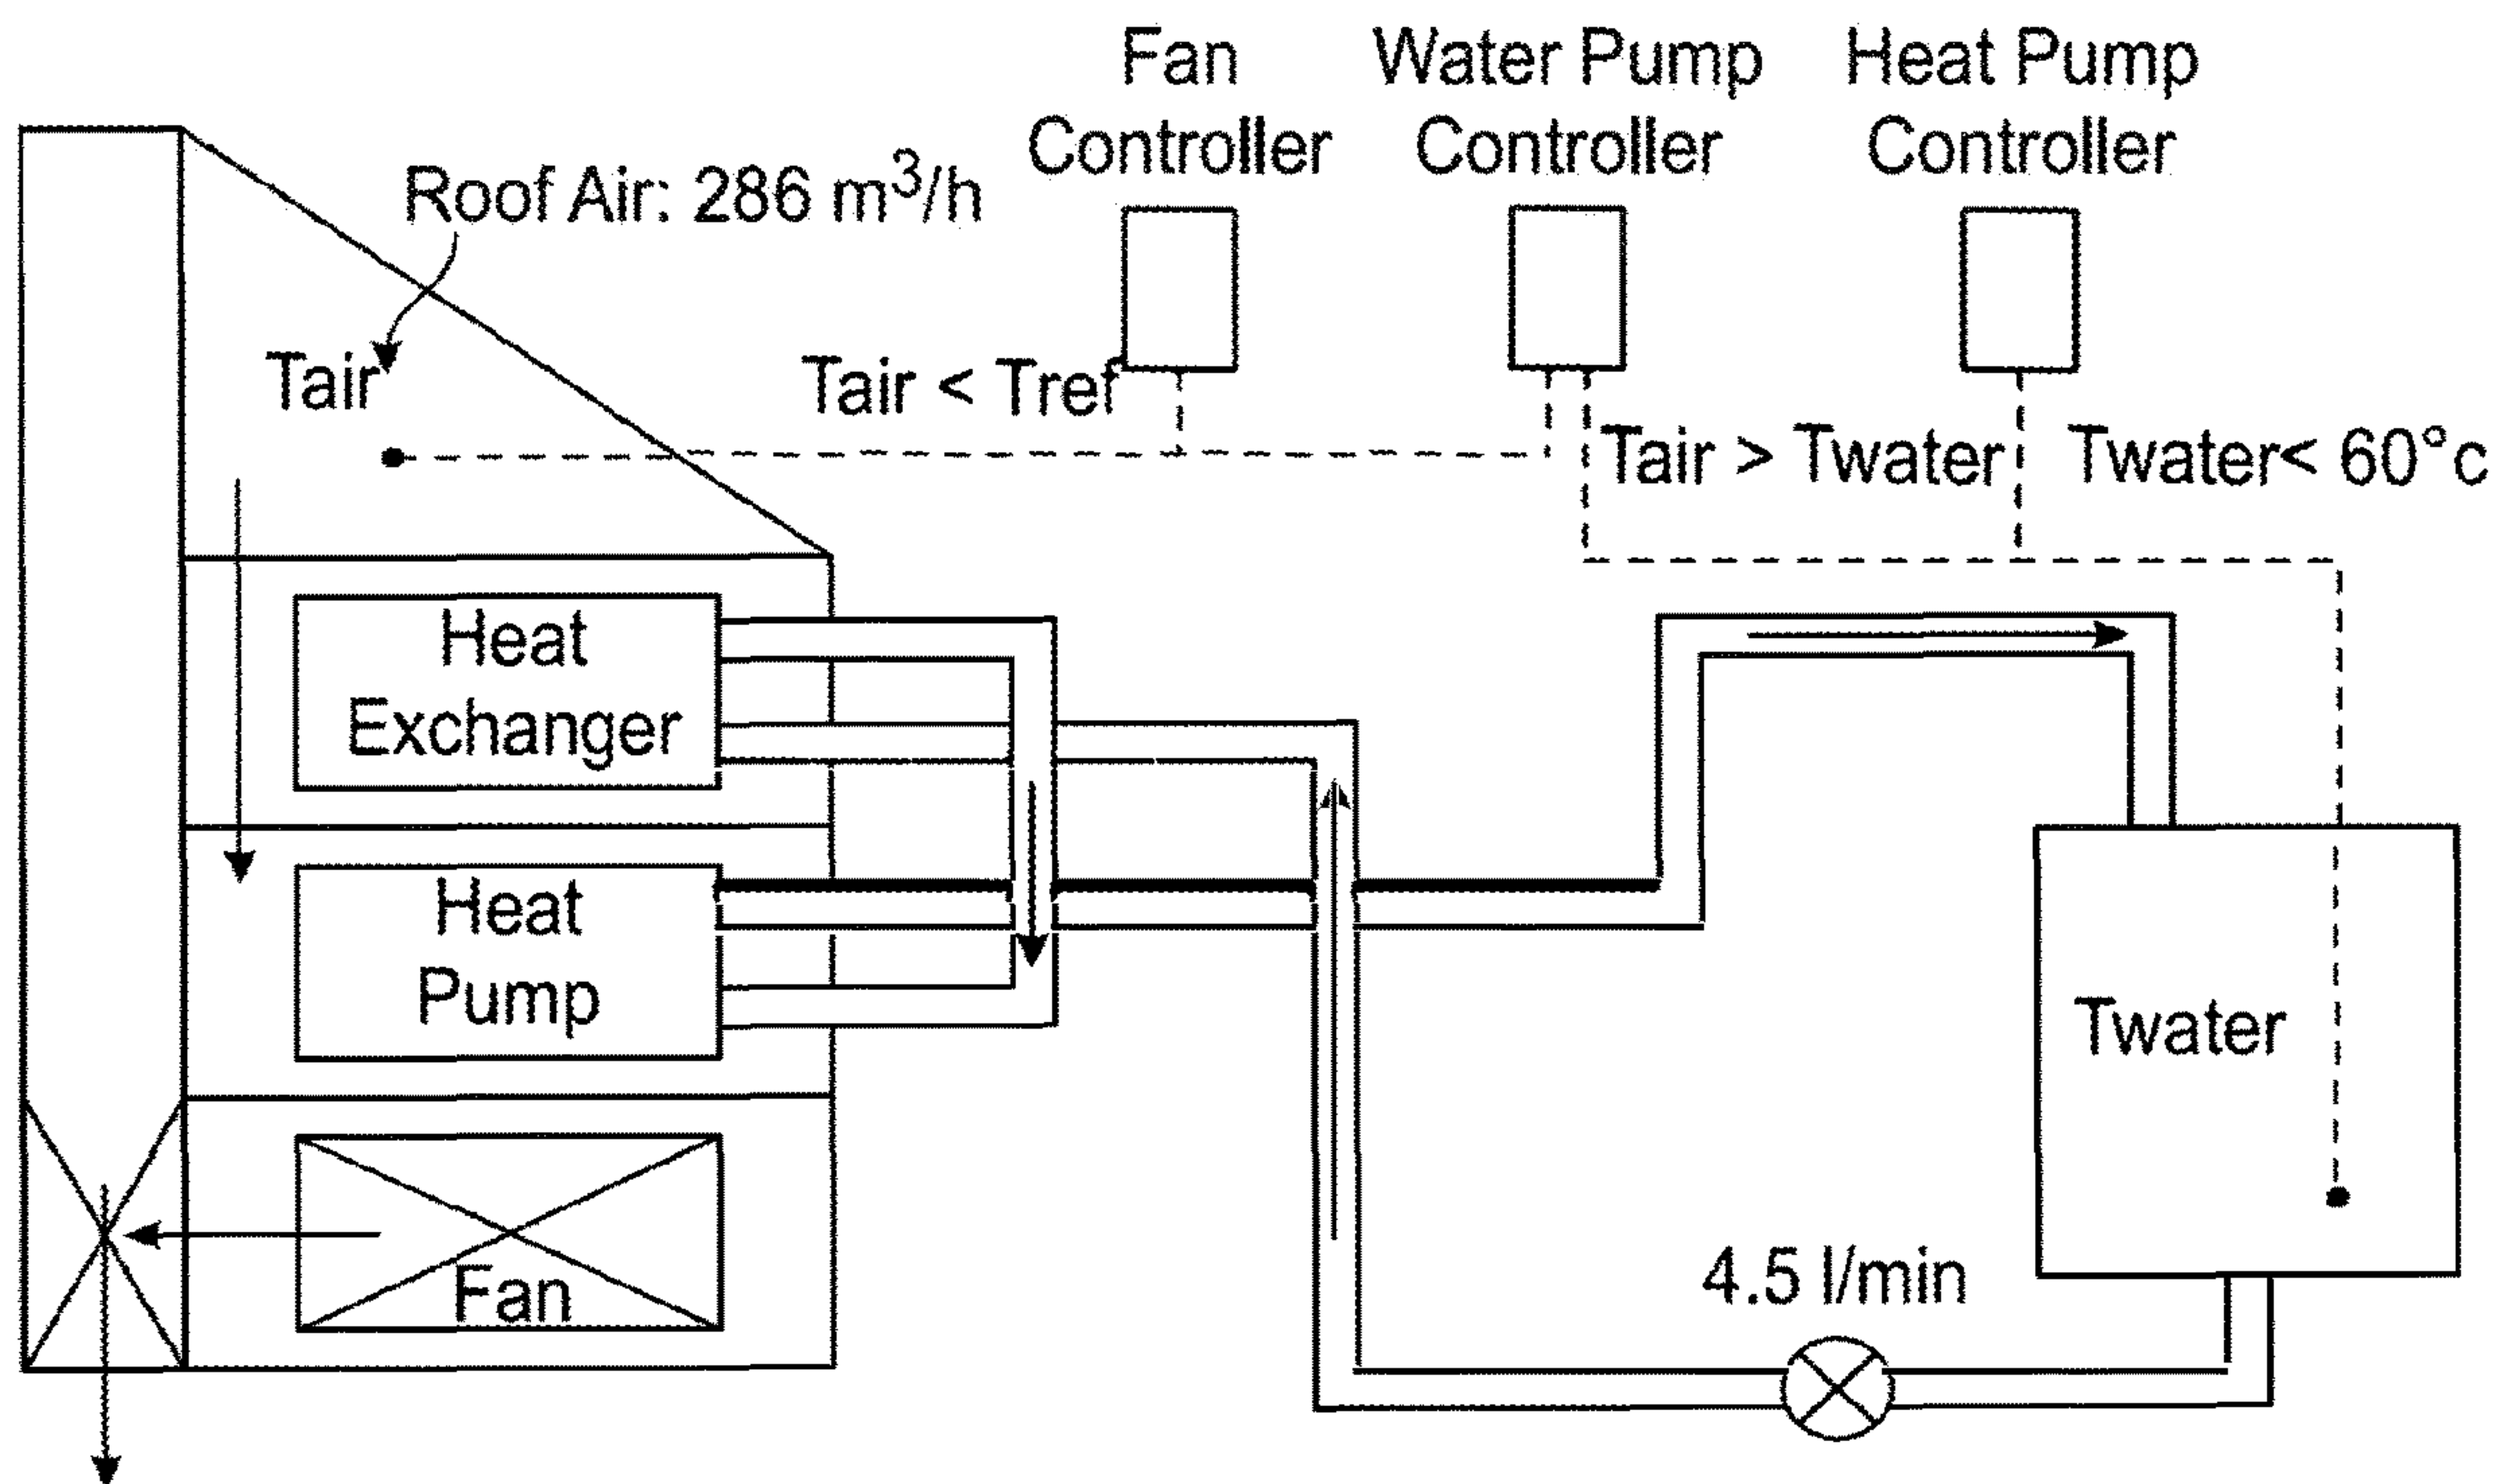 Fan
Controller
Water Pump
Controller
Heat Pump
Controller
Roof Air: 286 m³/h
Tair
Tair < Tref
Tair > Twater
Twater< 60°c
Heat
Exchanger
Heat
Pump
Twater
Fan
4.5 l/min